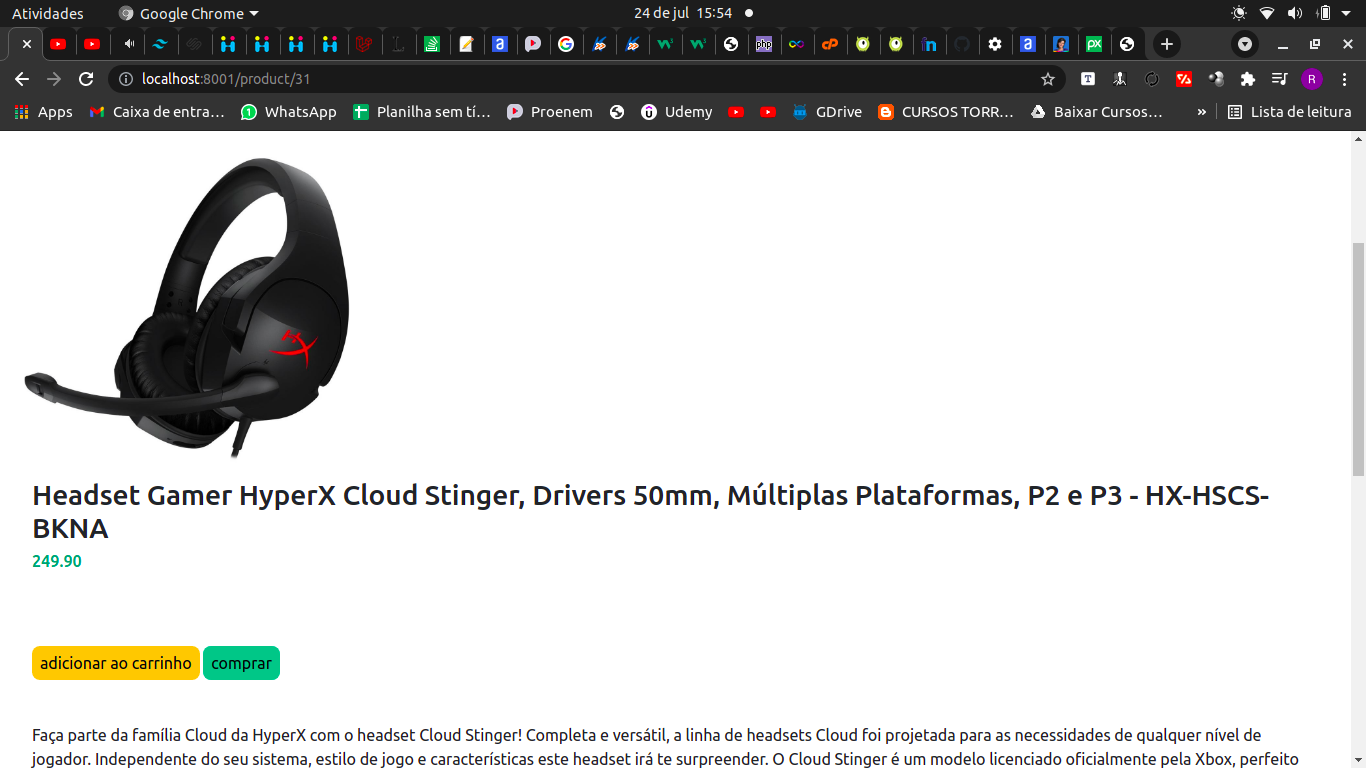 Atividades
Google Chrome
24 de jul 15:54
localhost:8001/product/31
R
Apps
Caixa de entra...
WhatsApp
Planilha sem tí...
Proenem
Udemy
GDrive
CURSOS TORR...
Baixar Cursos...
»
Lista de leitura
Headset Gamer HyperX Cloud Stinger, Drivers 50mm, Múltiplas Plataformas, P2 e P3 - HX-HSCS-
BKNA
249.90
adicionar ao carrinho
comprar
Faça parte da família Cloud da HyperX com o headset Cloud Stinger! Completa e versátil, a linha de headsets Cloud foi projetada para as necessidades de qualquer nível de
jogador. Independente do seu sistema, estilo de jogo e características este headset irá te surpreender. O Cloud Stinger é um modelo licenciado oficialmente pela Xbox, perfeito